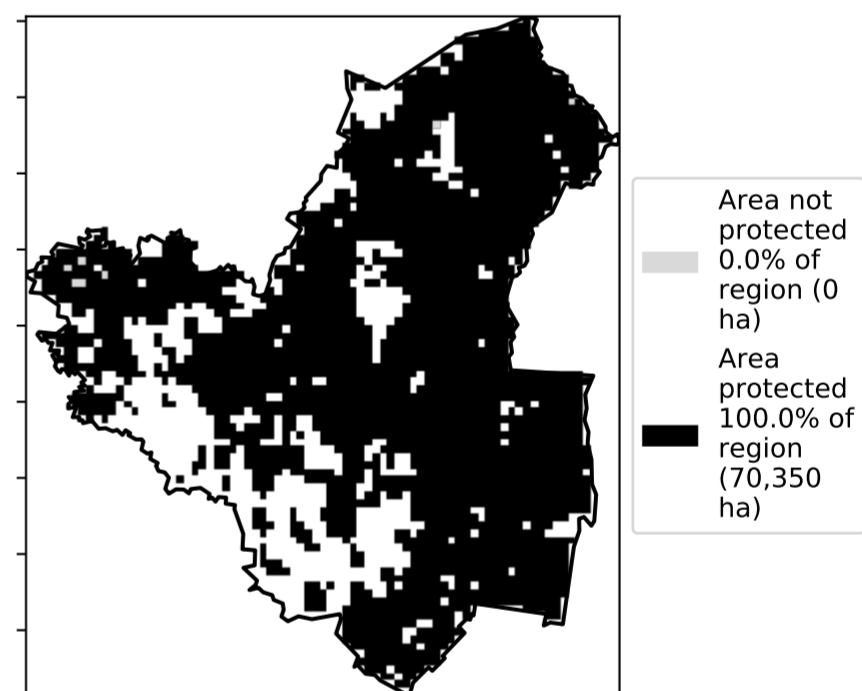 Area not
protected
0.0% of
region (0
ha)
Area
protected
100.0% of
region
(70,350
ha)